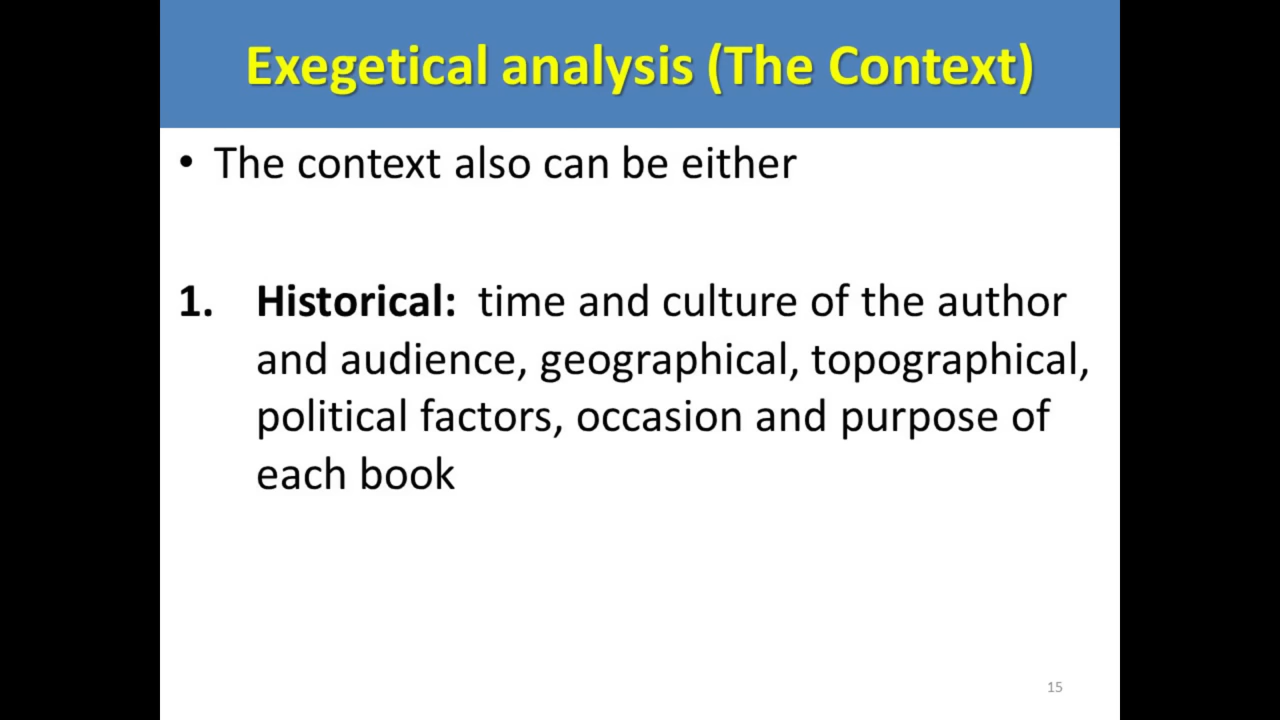 Exegetical analysis (The Context)
• The context also can be either
1. Historical: time and culture of the author
and audience, geographical, topographical,
political factors, occasion and purpose of
each book
15